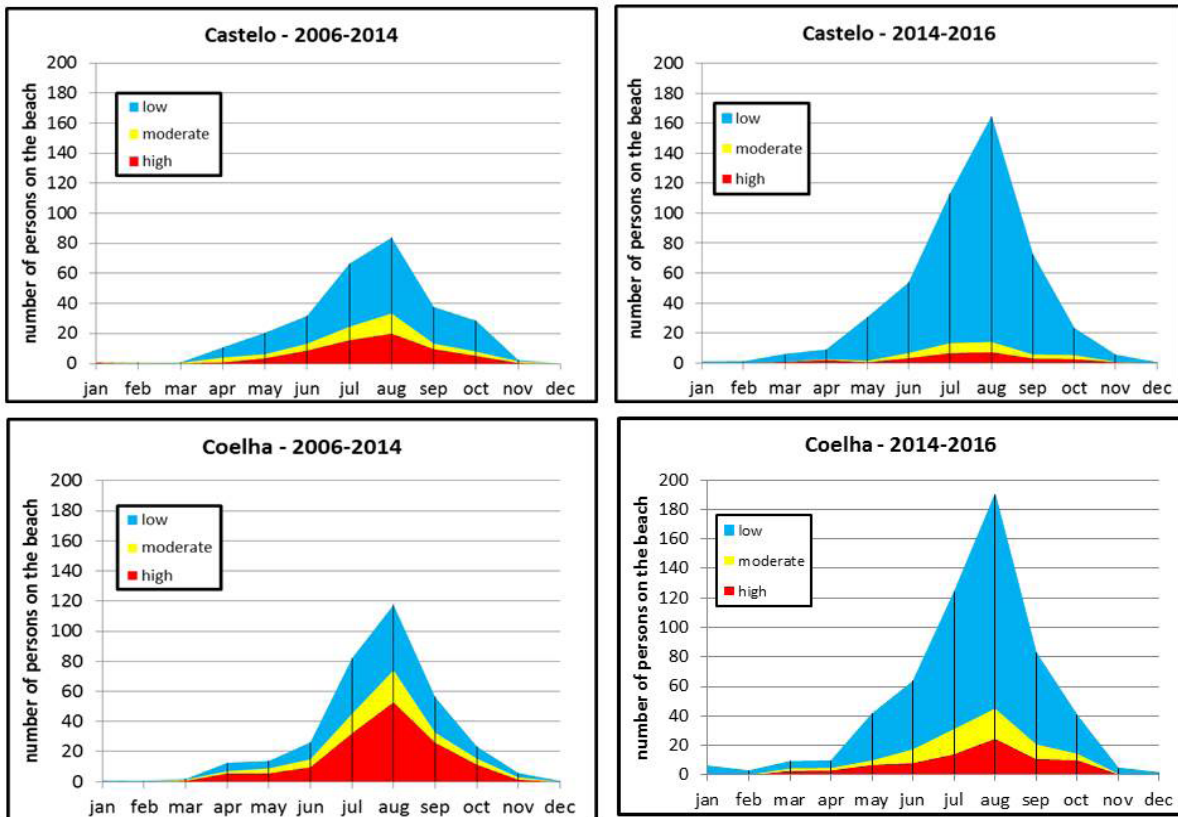 Castelo - 2006-2014
number of persons on the beach
200
180
160
140
120
100
80
60
40
20
0
low
moderate
high
jan feb mar apr may jun jul aug sep oct nov dec
Castelo - 2014-2016
number of persons on the beach
200
180
160
140
120
100
80
60
40
20
0
low
moderate
high
jan feb mar apr may jun jul aug sep oct nov dec
Coelha - 2006-2014
number of persons on the beach
200
180
160
140
120
100
80
60
40
20
0
low
moderate
high
jan feb mar apr may jun jul aug sep oct nov dec
Coelha - 2014-2016
number of persons on the beach
200
180
160
140
120
100
80
60
40
20
0
low
moderate
high
jan feb mar apr may jun jul aug sep oct nov dec